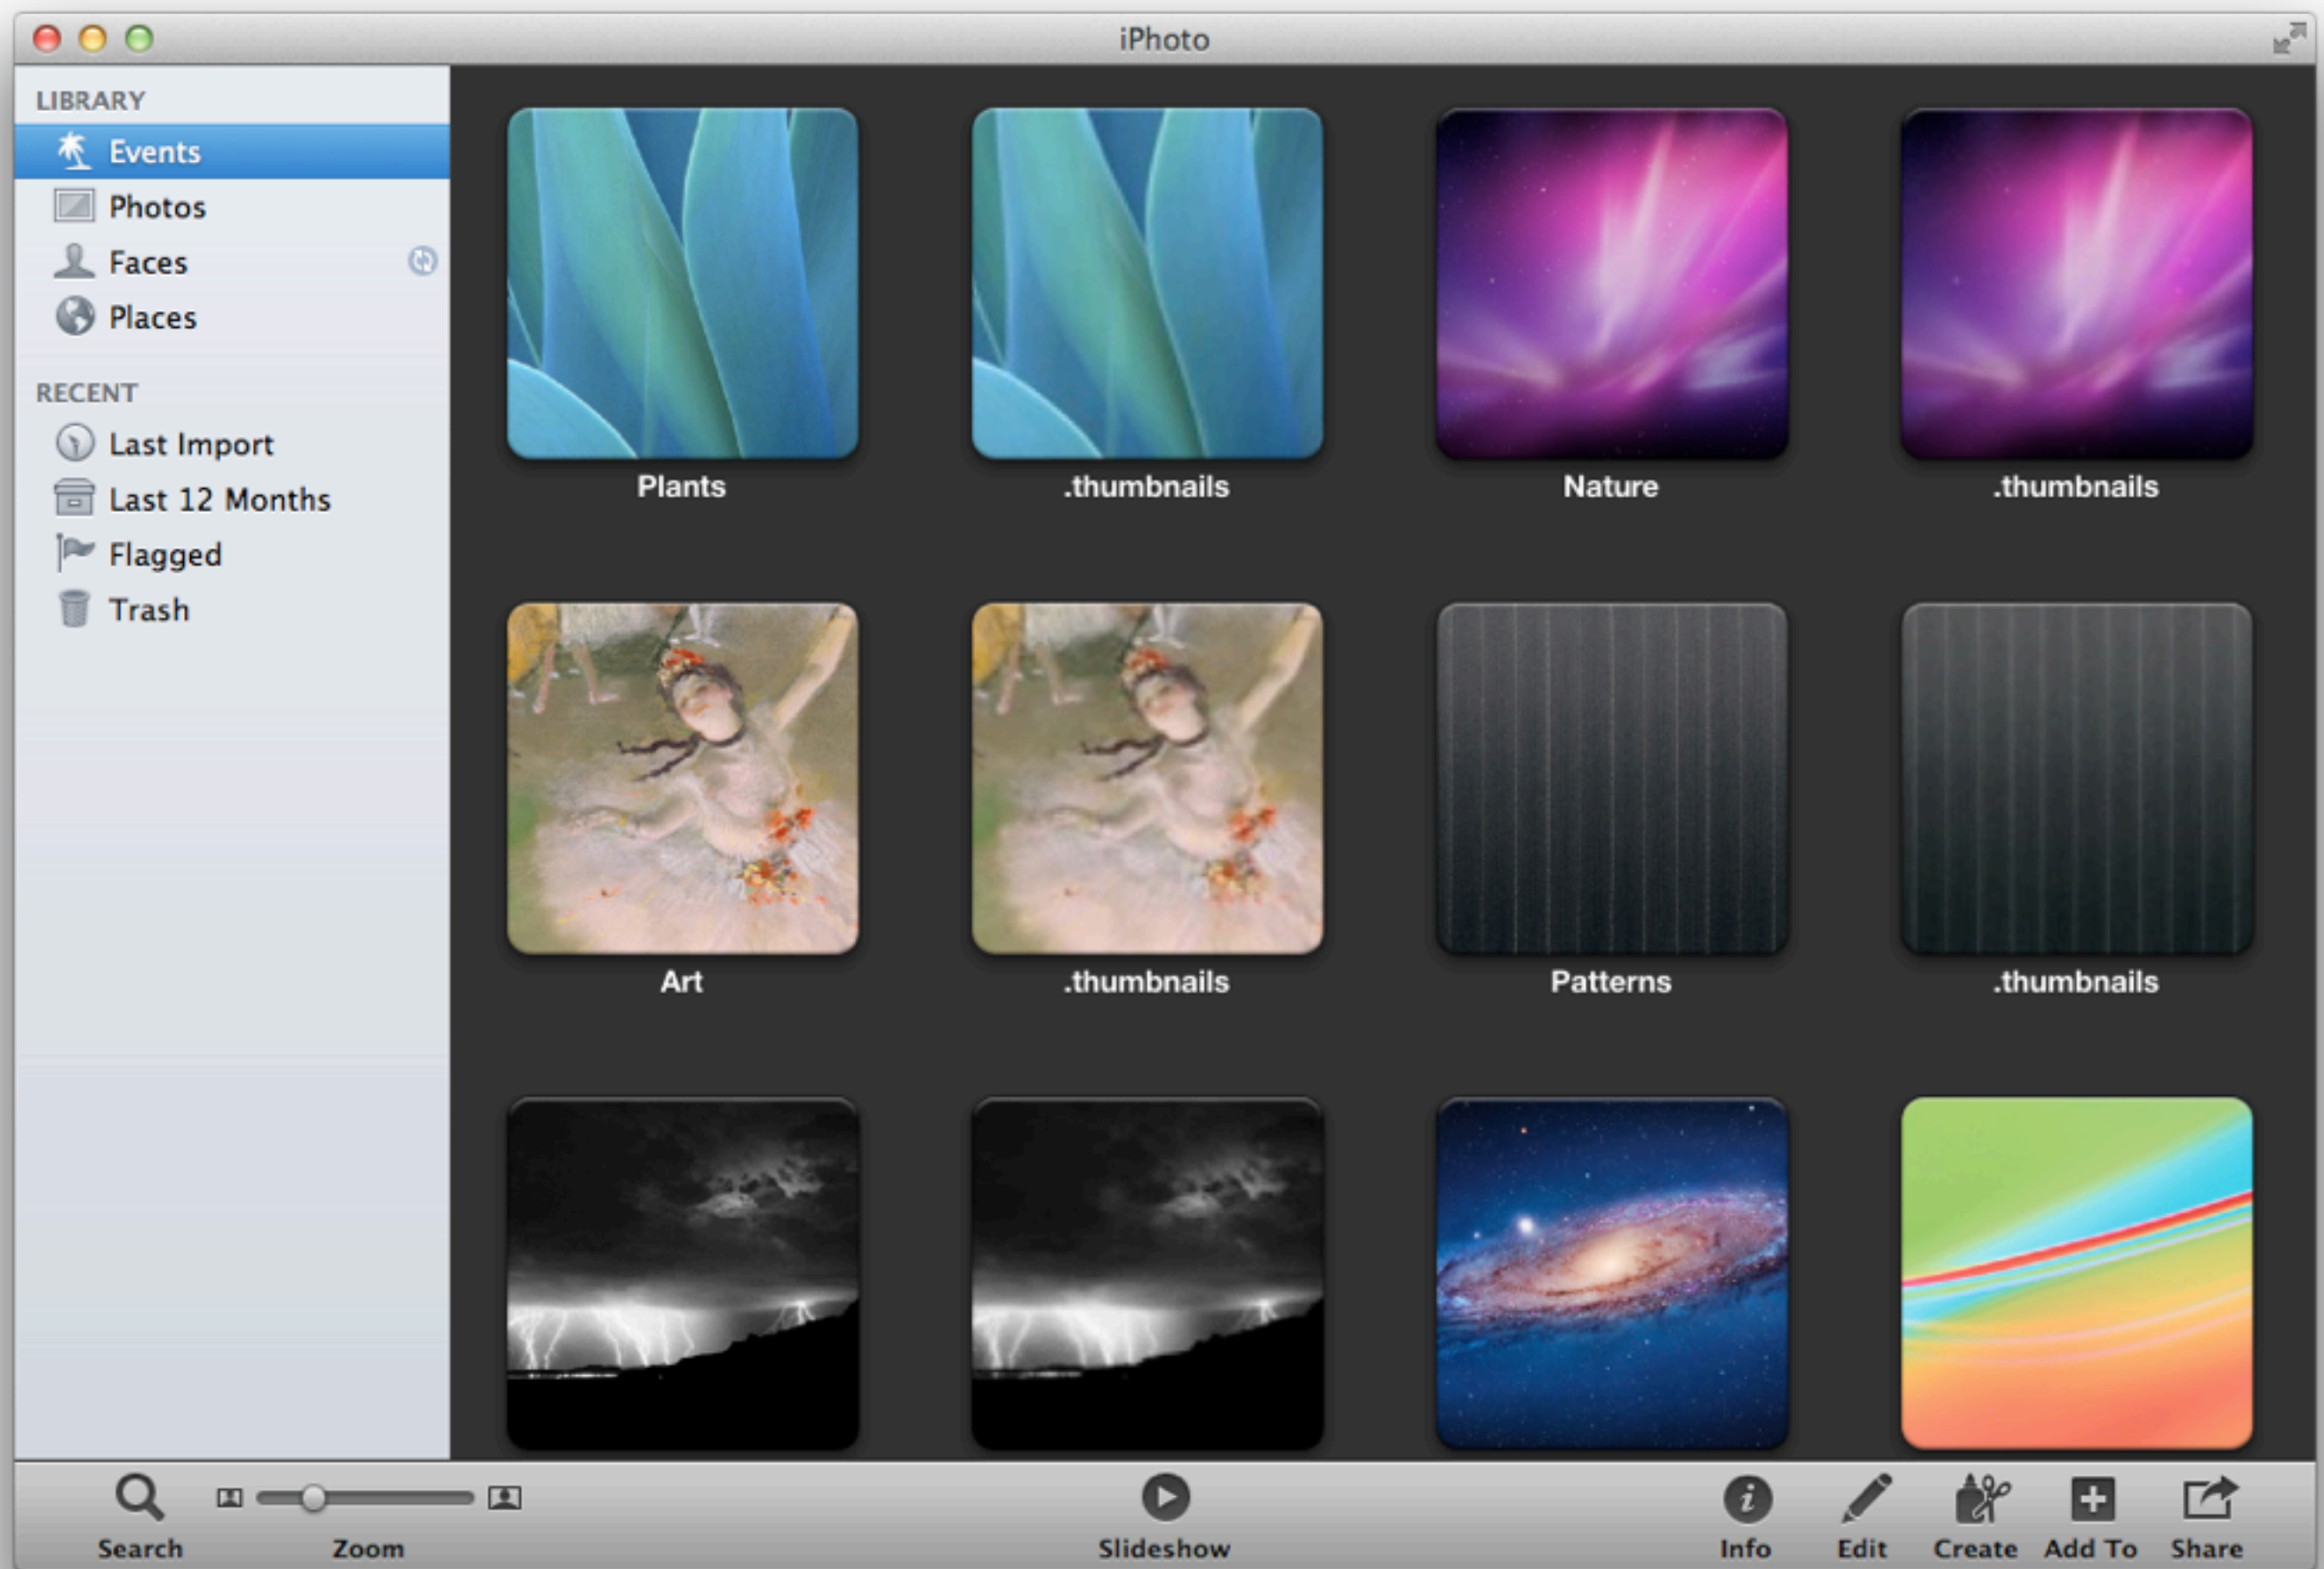 iPhoto
LIBRARY
Events
Photos
Faces
Places
RECENT
Last Import
Last 12 Months
Flagged
Trash
Plants .thumbnails Nature .thumbnails
Art .thumbnails Patterns .thumbnails
Search Zoom Slideshow Info Edit Create Add To Share